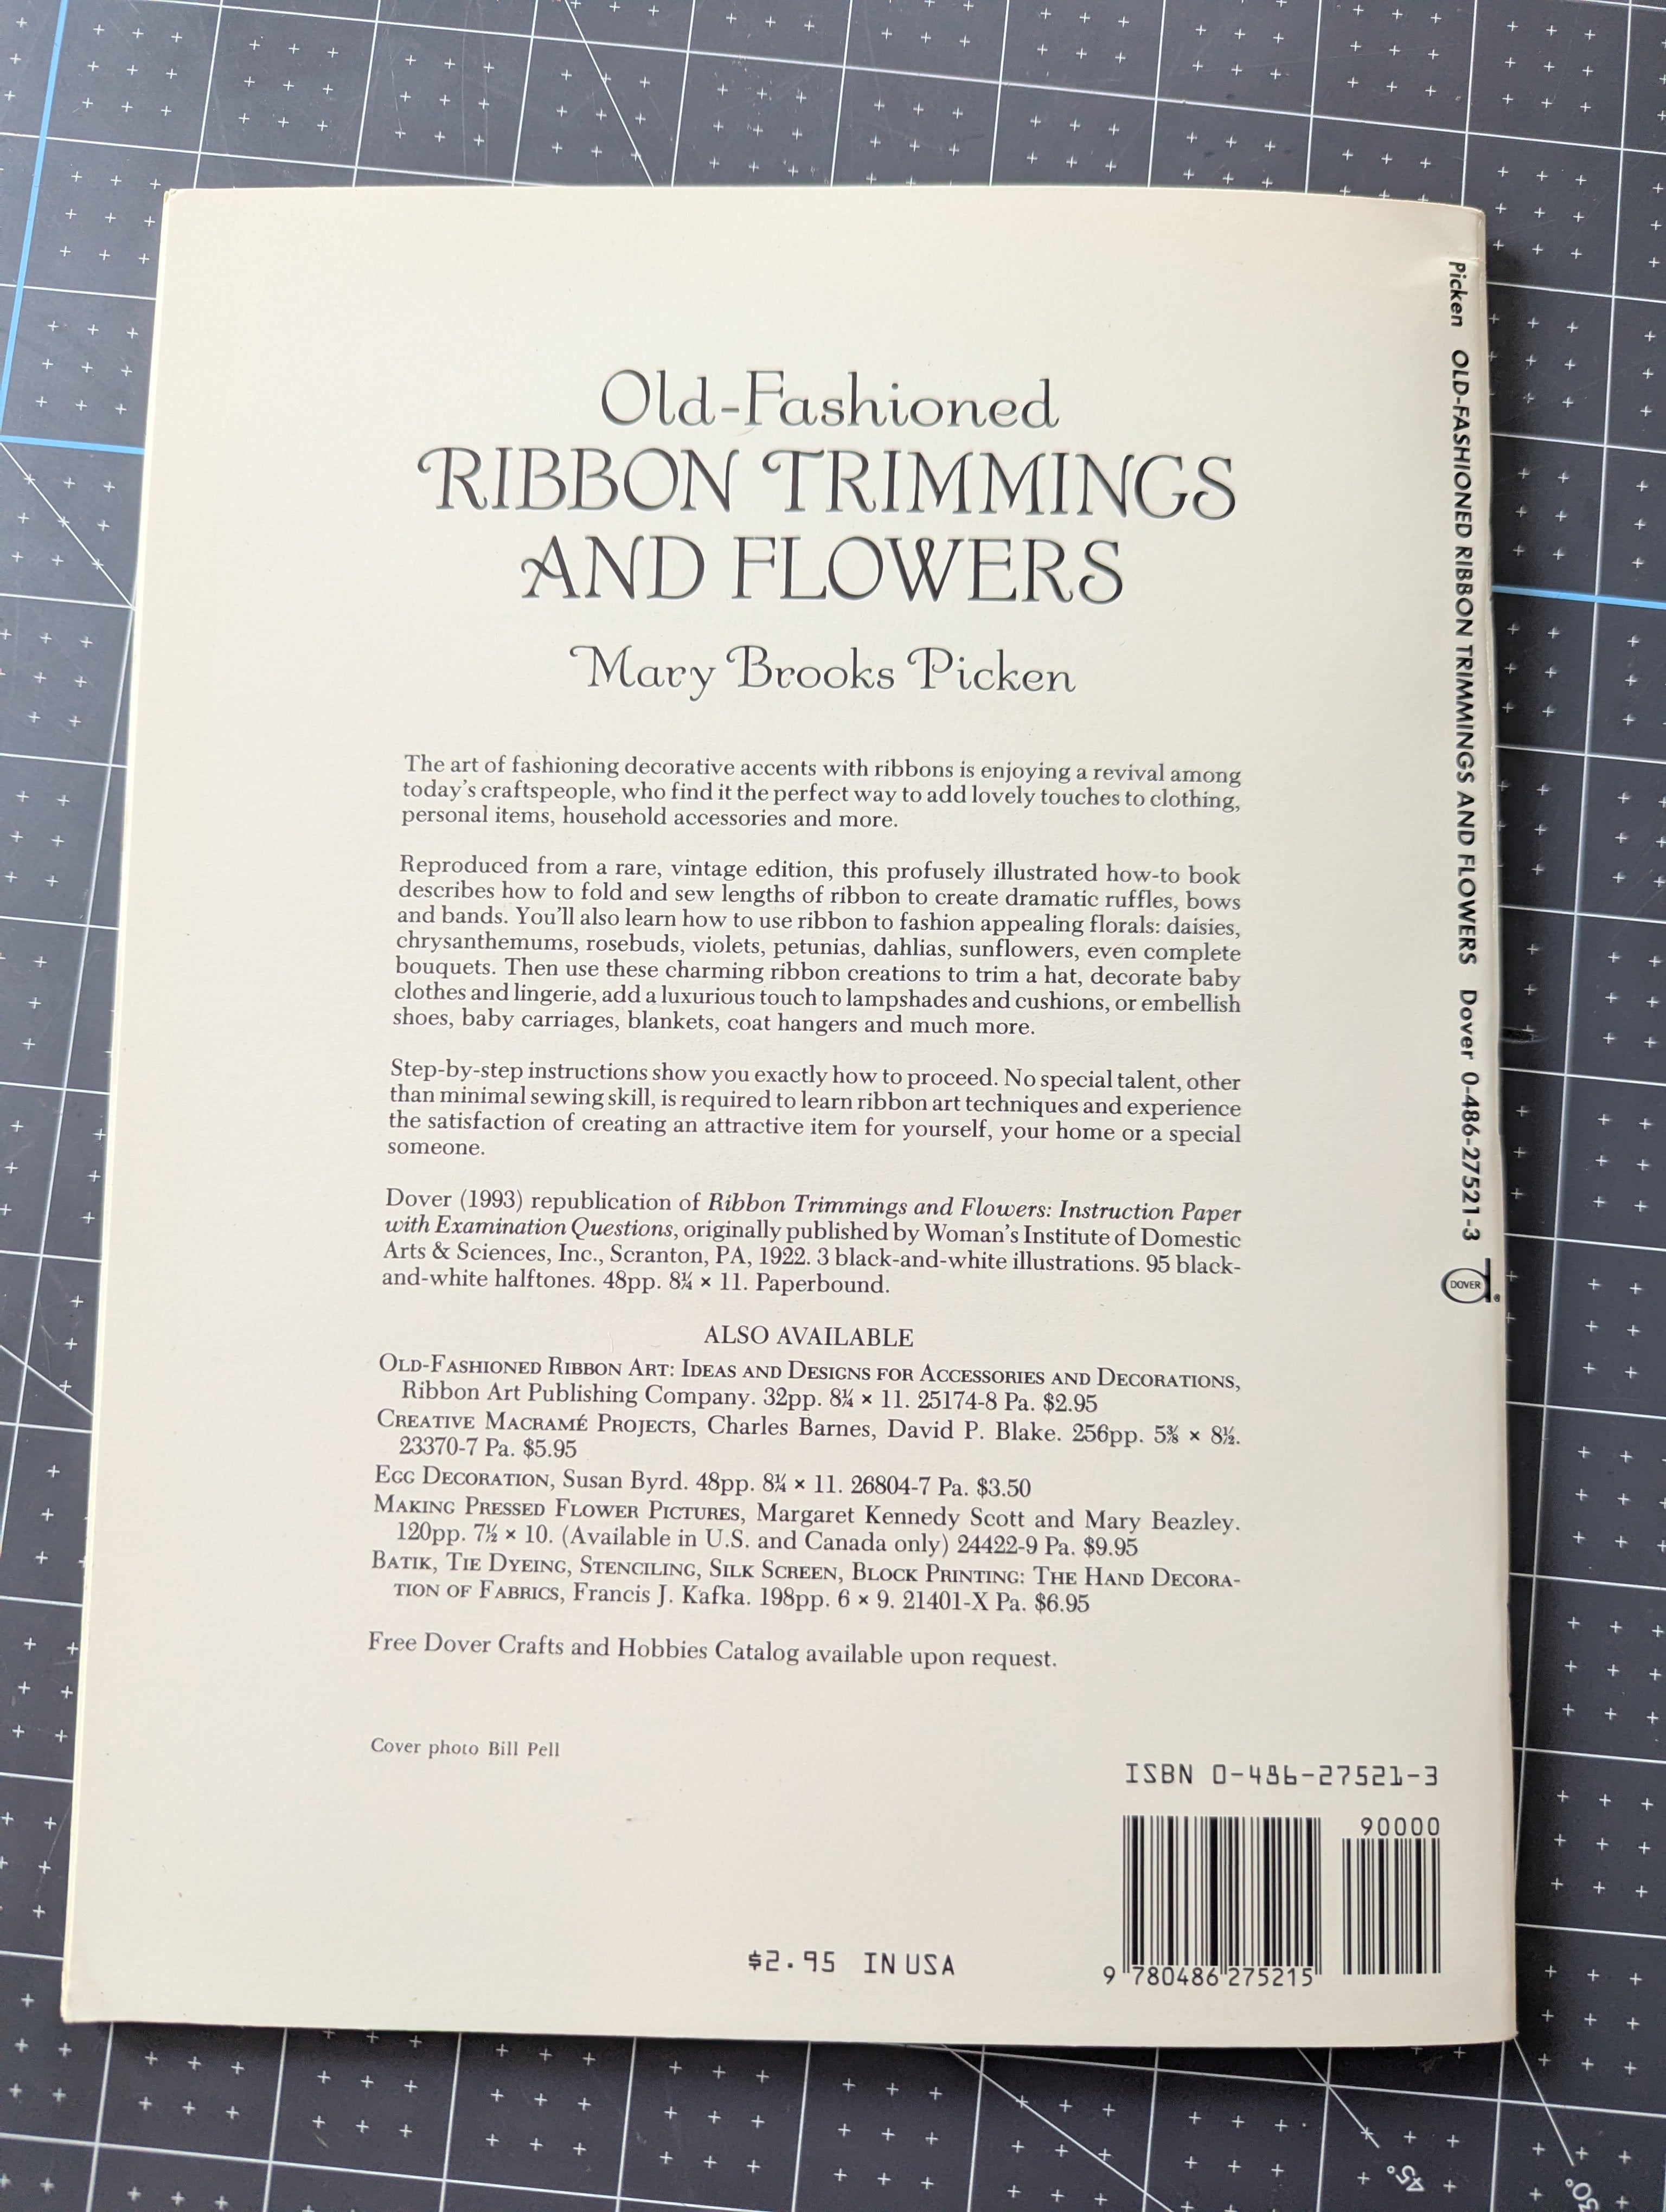 Old-Fashioned
RIBBON TRIMMINGS
AND FLOWERS
Mary Brooks Picken
The art of fashioning decorative accents with ribbons is enjoying a revival among
today's craftspeople, who find it the perfect way to add lovely touches to clothing,
personal items, household accessories and more.
Reproduced from a rare, vintage edition, this profusely illustrated how-to book
describes how to fold and sew lengths of ribbon to create dramatic ruffles, bows
and bands. You'll also learn how to use ribbon to fashion appealing florals: daisies,
chrysanthemums, rosebuds, violets, petunias, dahlias, sunflowers, even complete
bouquets. Then use these charming ribbon creations to trim a hat, decorate baby
clothes and lingerie, add a luxurious touch to lampshades and cushions, or embellish
shoes, baby carriages, blankets, coat hangers and much more.
Step-by-step instructions show you exactly how to proceed. No special talent, other
than minimal sewing skill, is required to learn ribbon art techniques and experience
the satisfaction of creating an attractive item for yourself, your home or a special
someone.
Dover (1993) republication of Ribbon Trimmings and Flowers: Instruction Paper
with Examination Questions, originally published by Woman's Institute of Domestic
Arts & Sciences, Inc., Scranton, PA, 1922. 3 black-and-white illustrations. 95 black-
and-white halftones. 48pp. 8¼ × 11. Paperbound.
ALSO AVAILABLE
OLD-FASHIONED RIBBON ART: IDEAS AND DESIGNS FOR ACCESSORIES AND DECORATIONS,
Ribbon Art Publishing Company. 32pp. 8¼ × 11. 25174-8 Pa. $2.95
CREATIVE MACRAMÉ PROJECTS, Charles Barnes, David P. Blake. 256pp. 5⅜ × 8½.
23370-7 Pa. $5.95
EGG DECORATION, Susan Byrd. 48pp. 8¼ × 11. 26804-7 Pa. $3.50
MAKING PRESSED FLOWER PICTURES, Margaret Kennedy Scott and Mary Beazley.
120pp. 7½ × 10. (Available in U.S. and Canada only) 24422-9 Pa. $9.95
BATIK, TIE DYEING, STENCILING, SILK SCREEN, BLOCK PRINTING: THE HAND DECORA-
TION OF FABRICS, Francis J. Kafka. 198pp. 6 × 9. 21401-X Pa. $6.95
Free Dover Crafts and Hobbies Catalog available upon request.
Cover photo Bill Pell
ISBN 0-486-27521-3
90000
9 780486 275215
$2.95 IN USA
Picken OLD-FASHIONED RIBBON TRIMMINGS AND FLOWERS Dover 0-486-27521-3
DOVER
45°